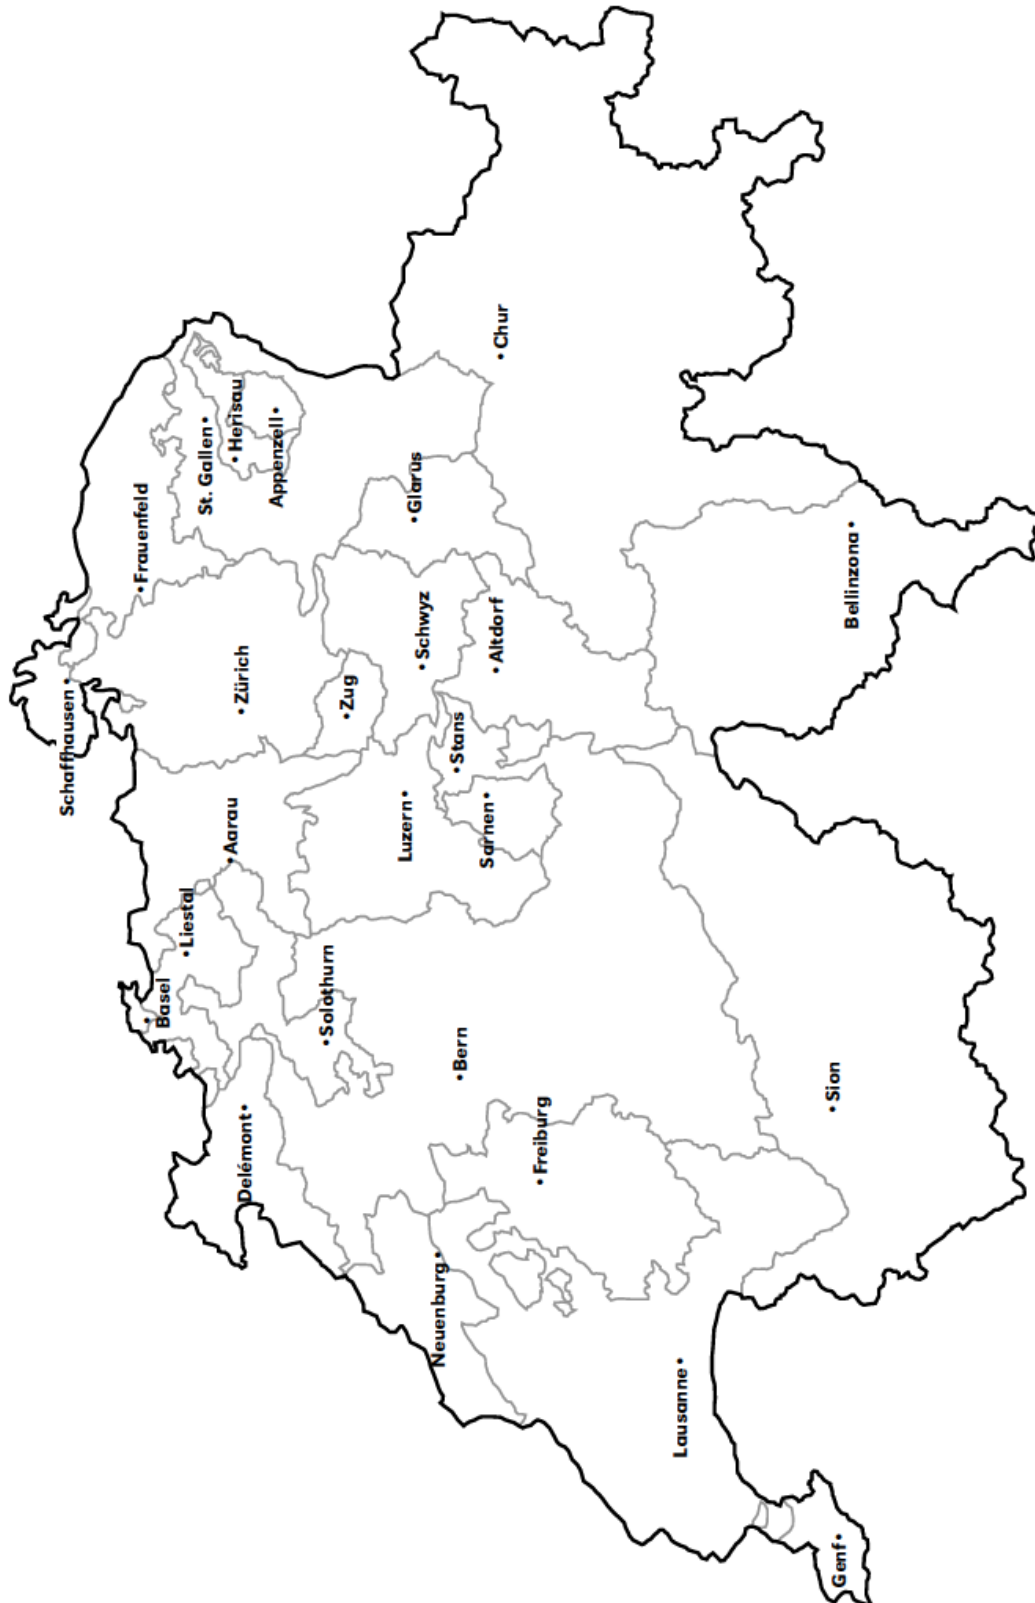 Schaffhausen
Frauenfeld
Basel
Liestal
Aarau
Zürich
St. Gallen
Herisau
Appenzell
Delémont
Solothurn
Zug
Luzern
Schwyz
Glarus
Neuenburg
Bern
Stans
Sarnen
Altdorf
Chur
Freiburg
Lausanne
Sion
Bellinzona
Genf